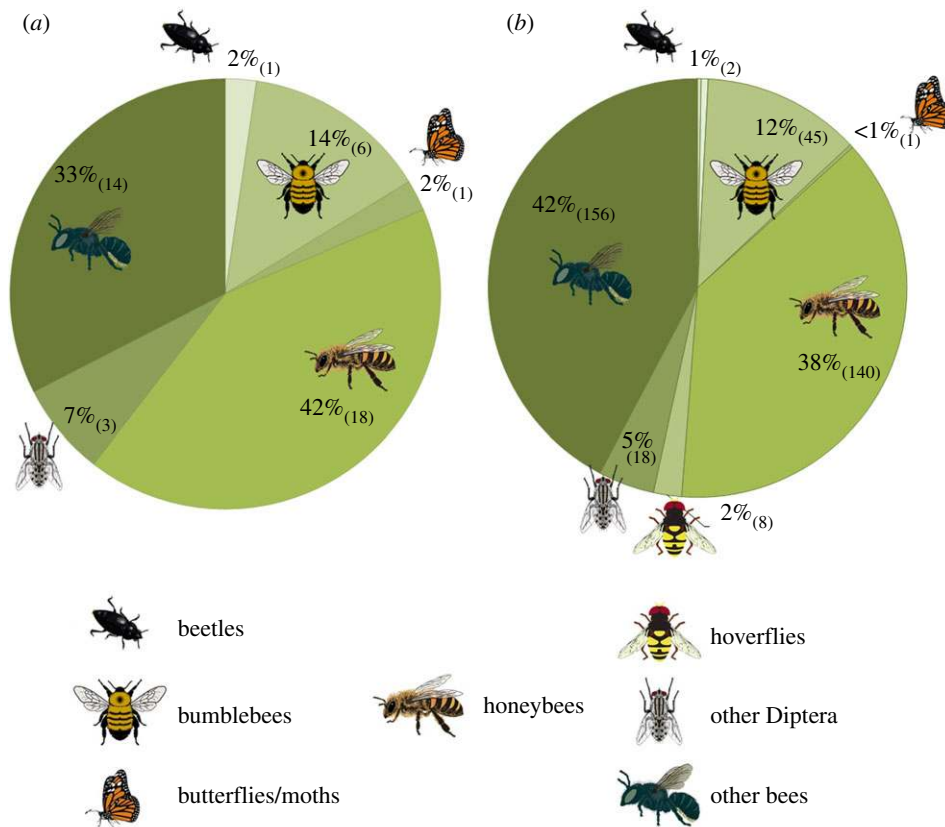 (a)
2%(1)
14%(6)
2%(1)
33%(14)
42%(18)
7%(3)
(b)
1%(2)
12%(45)
<1%(1)
42%(156)
38%(140)
5%
(18)
2%(8)
beetles
bumblebees
butterflies/moths
honeybees
hoverflies
other Diptera
other bees